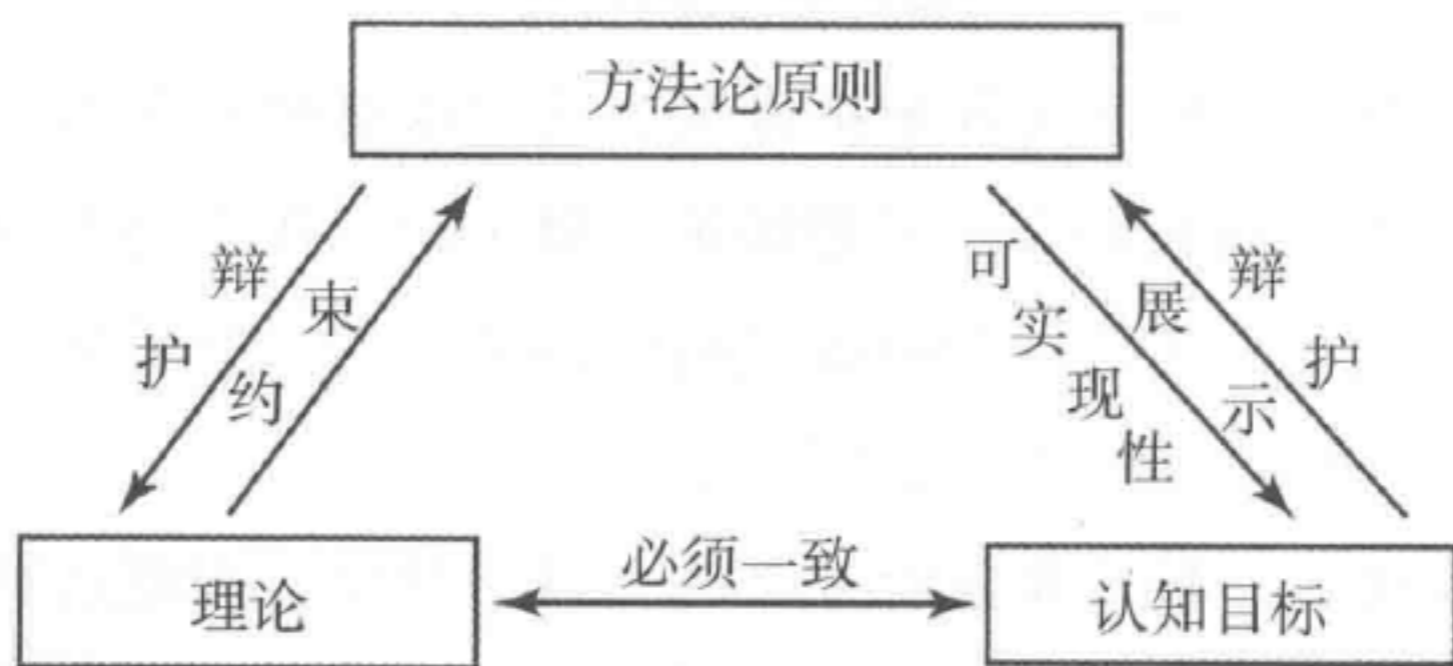 方法论原则
辩护
约束
可实现性
展示
辩护
必须一致
理论
认知目标